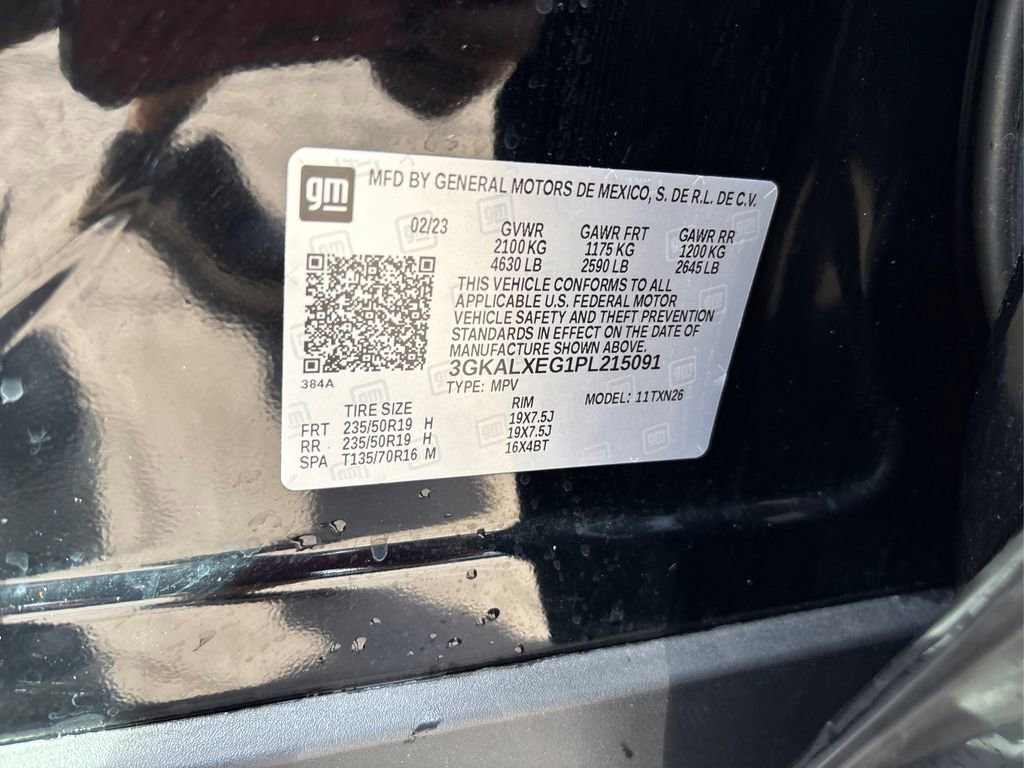 gm
MFD BY GENERAL MOTORS DE MEXICO, S. DE R.L. DE C.V.
02/23 GVWR GAWR FRT GAWR RR
2100 KG 1175 KG 1200 KG
4630 LB 2590 LB 2645 LB
THIS VEHICLE CONFORMS TO ALL
APPLICABLE U.S. FEDERAL MOTOR
VEHICLE SAFETY AND THEFT PREVENTION
STANDARDS IN EFFECT ON THE DATE OF
MANUFACTURE SHOWN ABOVE.
3GKALXEG1PL215091
384A
TYPE: MPV MODEL: 11TXN26
TIRE SIZE RIM
FRT 235/50R19 H 19X7.5J
RR 235/50R19 H 19X7.5J
SPA T135/70R16 M 16X4BT